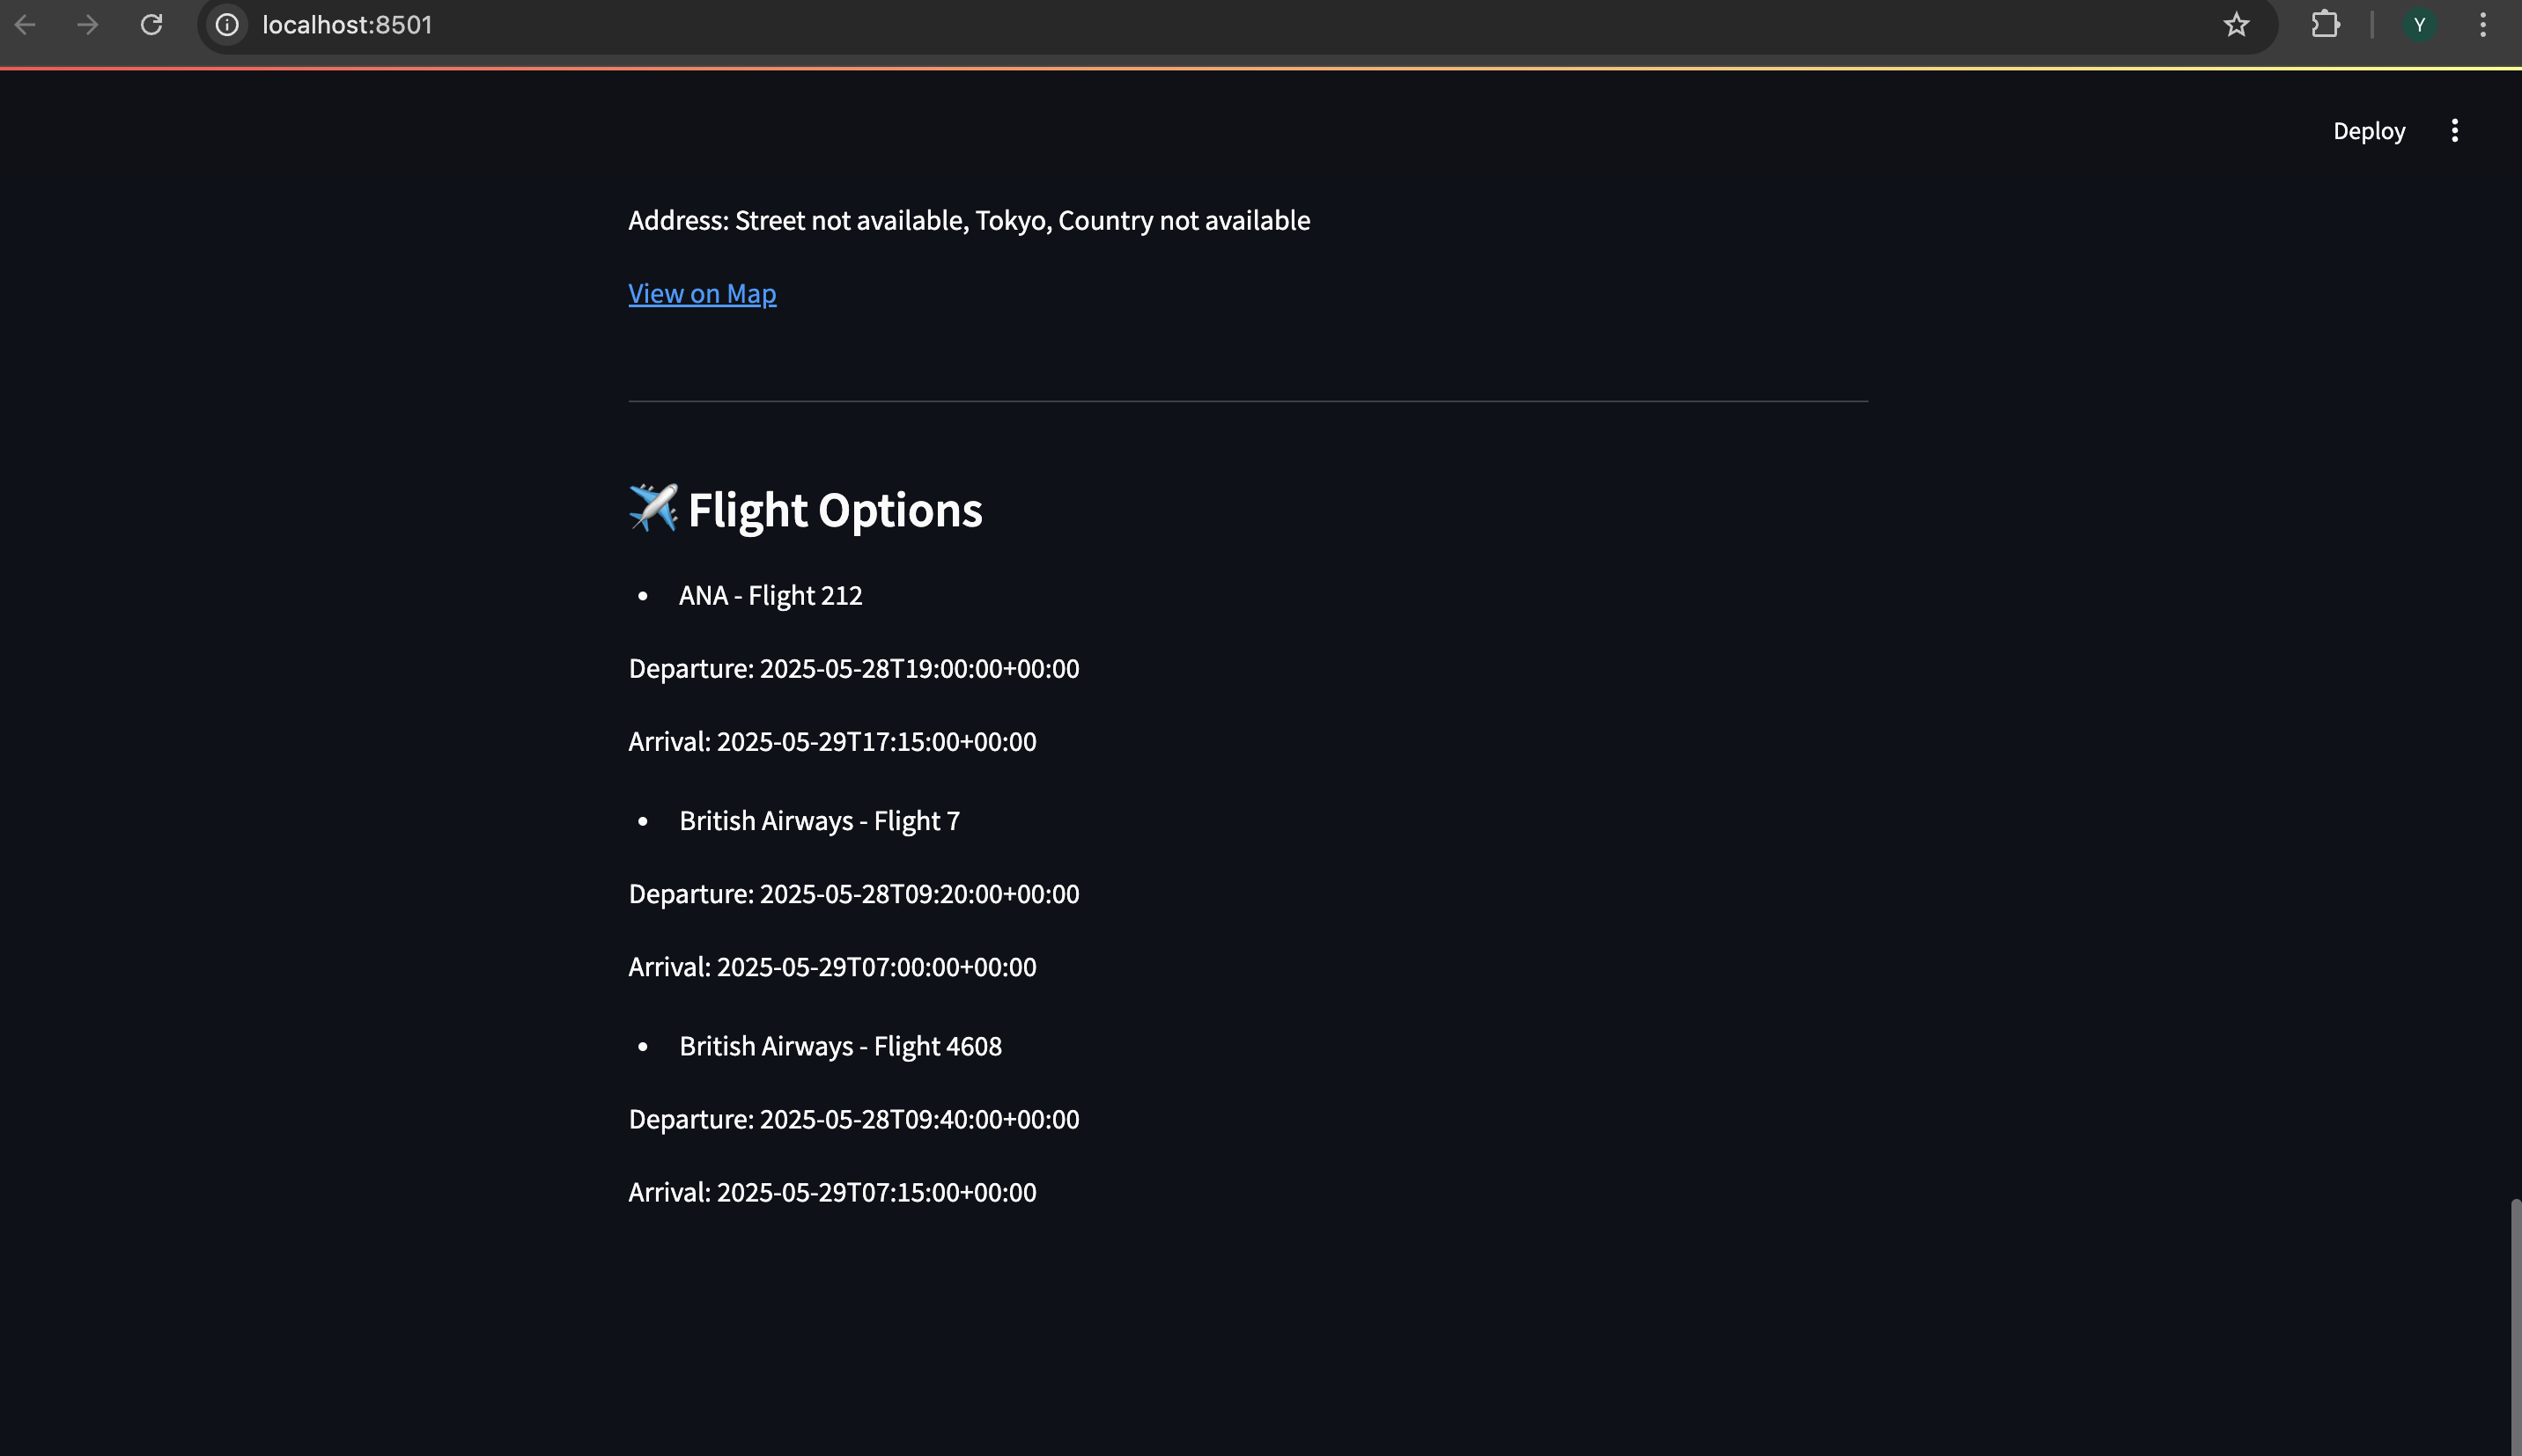 localhost:8501
Y
Deploy
Address: Street not available, Tokyo, Country not available
View on Map
Flight Options
ANA - Flight 212
Departure: 2025-05-28T19:00:00+00:00
Arrival: 2025-05-29T17:15:00+00:00
British Airways - Flight 7
Departure: 2025-05-28T09:20:00+00:00
Arrival: 2025-05-29T07:00:00+00:00
British Airways - Flight 4608
Departure: 2025-05-28T09:40:00+00:00
Arrival: 2025-05-29T07:15:00+00:00